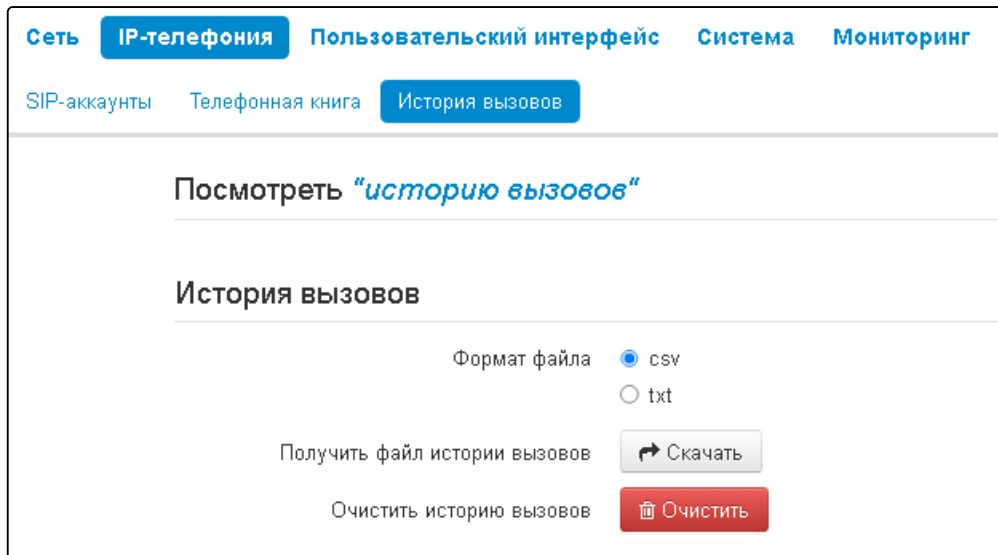 Сеть IP-телефония Пользовательский интерфейс Система Мониторинг
SIP-аккаунты Телефонная книга История вызовов
Посмотреть "историю вызовов"
История вызовов
Формат файла csv
txt
Получить файл истории вызовов Скачать
Очистить историю вызовов Очистить